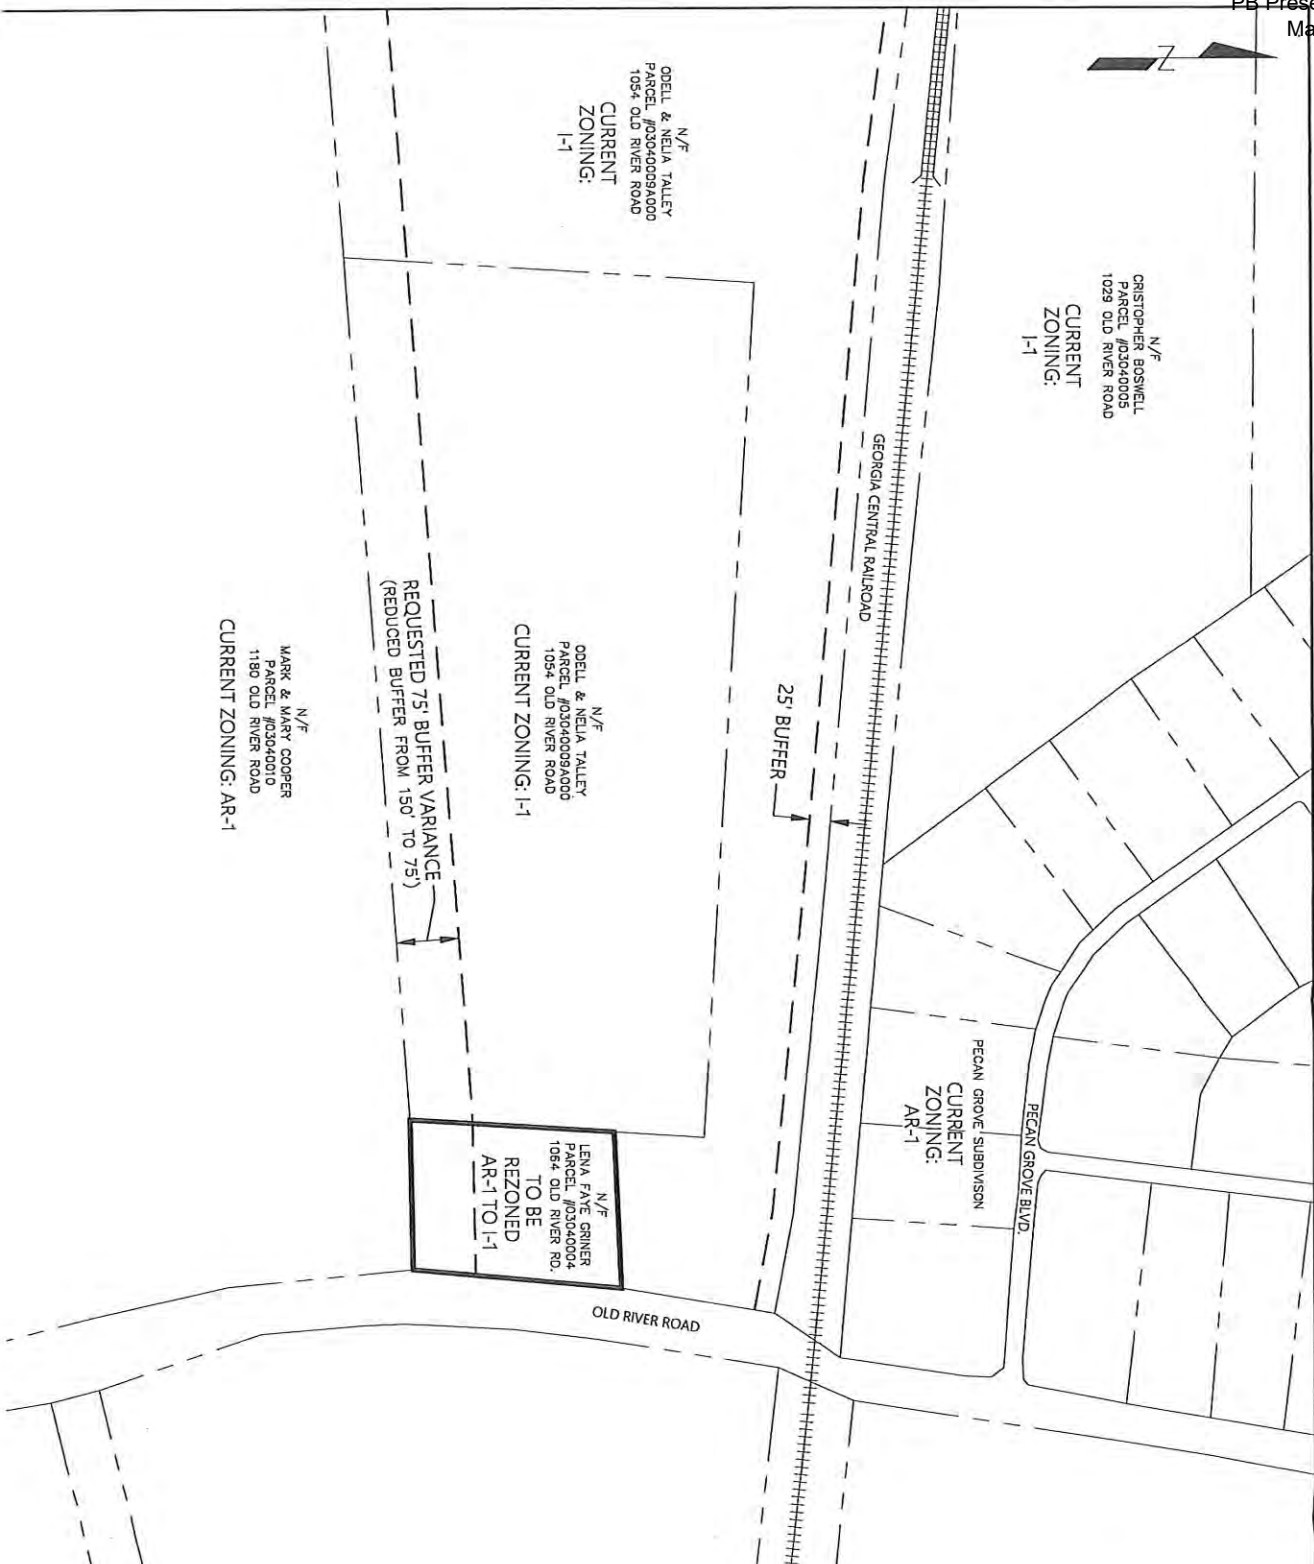 PB Prese
Ma
N
N/F
ODELL & NELIA TALLEY
PARCEL #03040009A000
1054 OLD RIVER ROAD
CURRENT
ZONING:
I-1
N/F
CRISTOPHER BOSWELL
PARCEL #03040005
1029 OLD RIVER ROAD
CURRENT
ZONING:
I-1
GEORGIA CENTRAL RAILROAD
25' BUFFER
N/F
ODELL & NELIA TALLEY
PARCEL #03040009A000
1054 OLD RIVER ROAD
CURRENT ZONING: I-1
REQUESTED 75' BUFFER VARIANCE
(REDUCED BUFFER FROM 150' TO 75')
N/F
MARK & MARY COOPER
PARCEL #03040010
1180 OLD RIVER ROAD
CURRENT ZONING: AR-1
PECAN GROVE SUBDIVISON
CURRENT
ZONING:
AR-1
PECAN GROVE BLVD.
N/F
LENA FAYE GRINER
PARCEL #03040004
1064 OLD RIVER RD.
TO BE
REZONED
AR-1 TO I-1
OLD RIVER ROAD